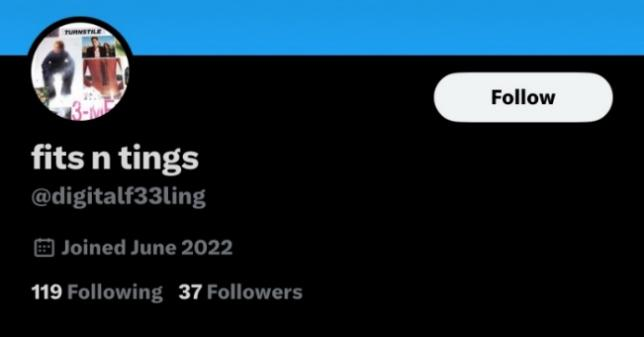 TURNSTILE
Follow
fits n tings
@digitalf33ling
Joined June 2022
119 Following 37 Followers